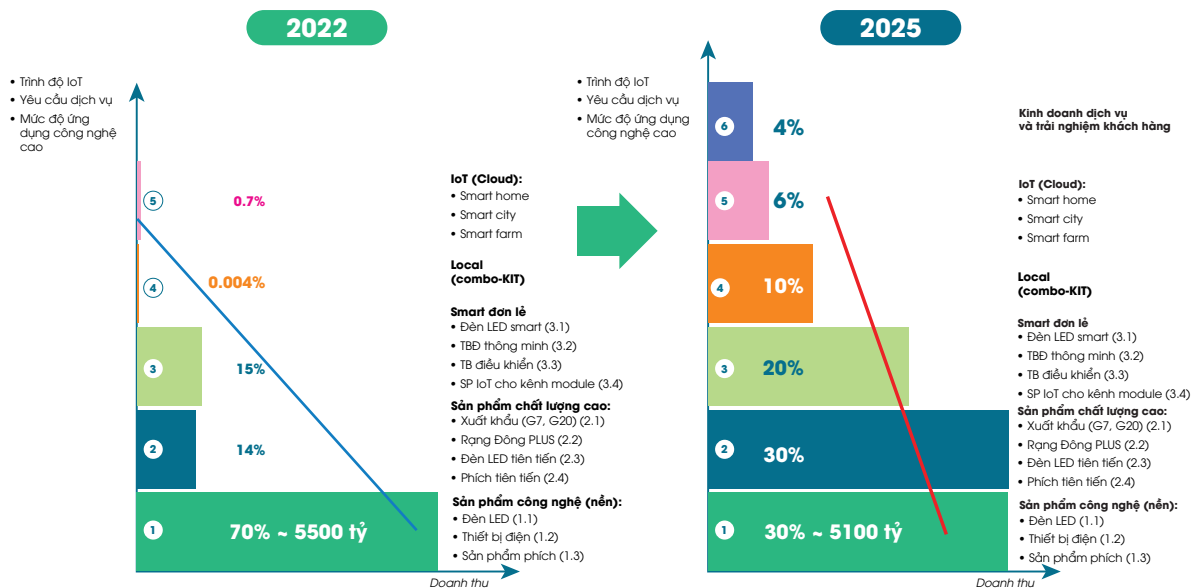 2022
• Trình độ IoT
• Yêu cầu dịch vụ
• Mức độ ứng
dụng công nghệ
cao
5
0.7%
4
0.004%
3
15%
2
14%
1
70% ~ 5500 tỷ
Doanh thu
IoT (Cloud):
• Smart home
• Smart city
• Smart farm
Local
(combo-KIT)
Smart đơn lẻ
• Đèn LED smart (3.1)
• TBĐ thông minh (3.2)
• TB điều khiển (3.3)
• SP IoT cho kênh module (3.4)
Sản phẩm chất lượng cao:
• Xuất khẩu (G7, G20) (2.1)
• Rạng Đông PLUS (2.2)
• Đèn LED tiên tiến (2.3)
• Phích tiên tiến (2.4)
Sản phẩm công nghệ (nền):
• Đèn LED (1.1)
• Thiết bị điện (1.2)
• Sản phẩm phích (1.3)
2025
• Trình độ IoT
• Yêu cầu dịch vụ
• Mức độ ứng dụng
công nghệ cao
6
4%
5
6%
4
10%
3
20%
2
30%
1
30% ~ 5100 tỷ
Doanh thu
Kinh doanh dịch vụ
và trải nghiệm khách hàng
IoT (Cloud):
• Smart home
• Smart city
• Smart farm
Local
(combo-KIT)
Smart đơn lẻ
• Đèn LED smart (3.1)
• TBĐ thông minh (3.2)
• TB điều khiển (3.3)
• SP IoT cho kênh module (3.4)
Sản phẩm chất lượng cao:
• Xuất khẩu (G7, G20) (2.1)
• Rạng Đông PLUS (2.2)
• Đèn LED tiên tiến (2.3)
• Phích tiên tiến (2.4)
Sản phẩm công nghệ (nền):
• Đèn LED (1.1)
• Thiết bị điện (1.2)
• Sản phẩm phích (1.3)